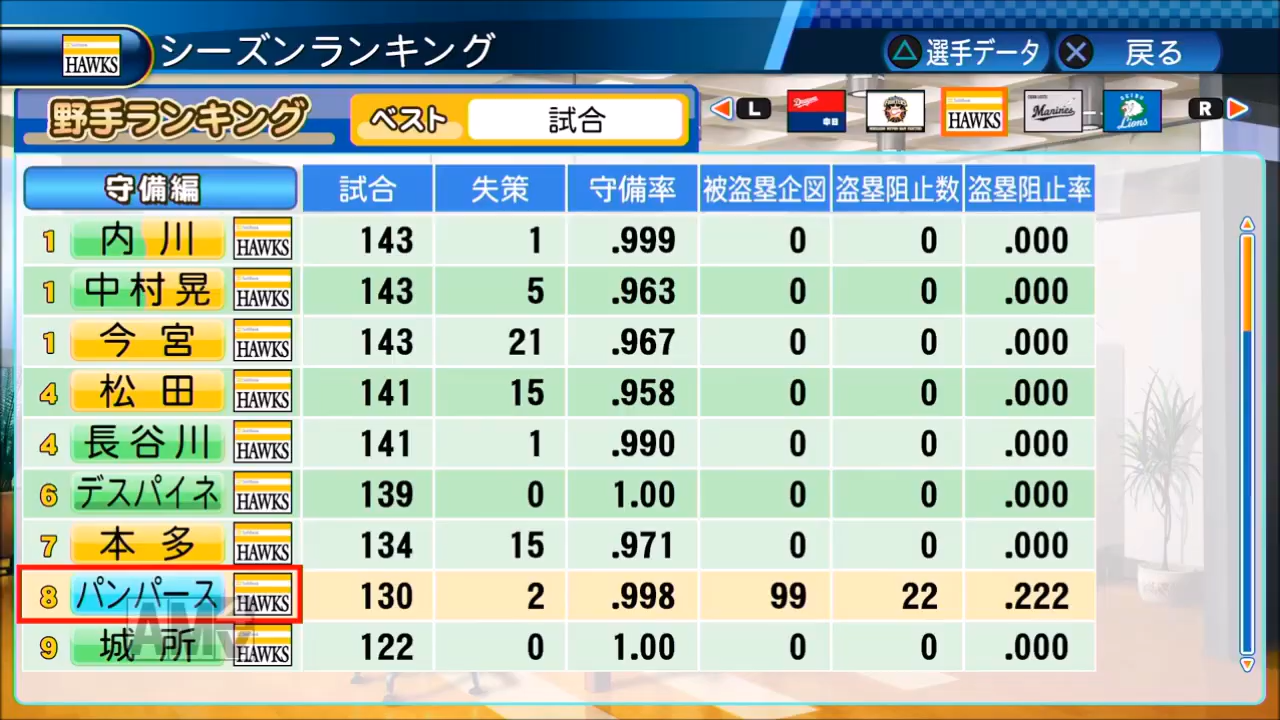 HAWKS シーズンランキング △選手データ ×戻る
野手ランキング ベスト 試合 L Dragons 中日 FIGHTERS HAWKS Marines Lions R
守備編 試合 失策 守備率 被盗塁企図 盗塁阻止数 盗塁阻止率
1 内川 HAWKS 143 1 .999 0 0 .000
1 中村晃 HAWKS 143 5 .963 0 0 .000
1 今宮 HAWKS 143 21 .967 0 0 .000
4 松田 HAWKS 141 15 .958 0 0 .000
4 長谷川 HAWKS 141 1 .990 0 0 .000
6 デスパイネ HAWKS 139 0 1.00 0 0 .000
7 本多 HAWKS 134 15 .971 0 0 .000
8 パンパース HAWKS 130 2 .998 99 22 .222
9 城所 HAWKS 122 0 1.00 0 0 .000